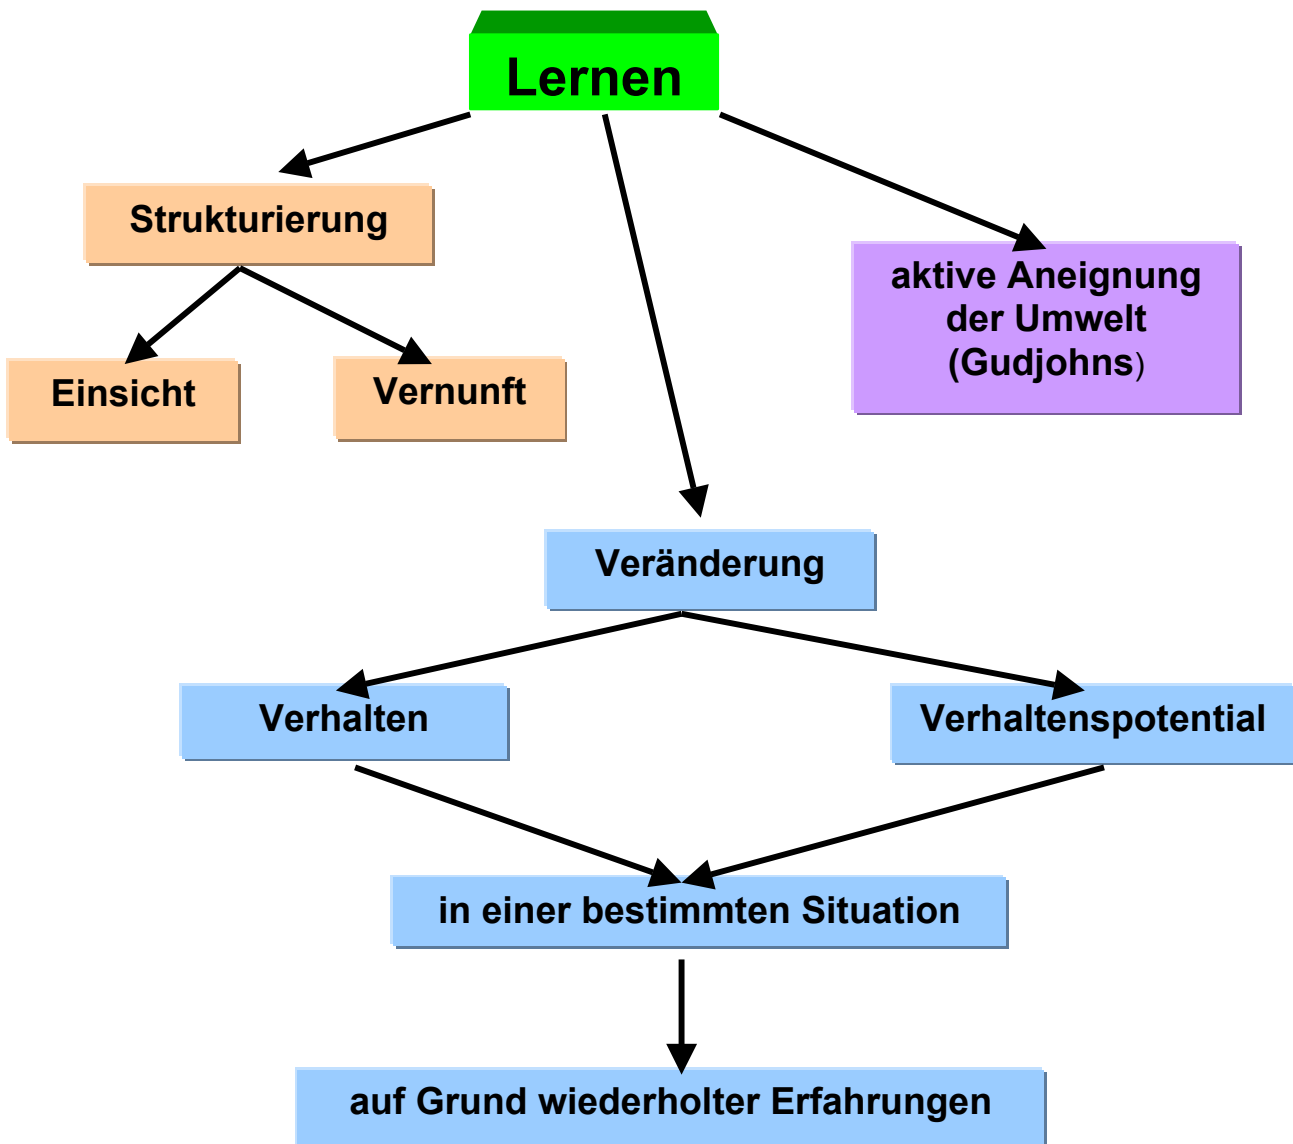 Lernen
Strukturierung
aktive Aneignung
der Umwelt
(Gudjohns)
Einsicht
Vernunft
Veränderung
Verhalten
Verhaltenspotential
in einer bestimmten Situation
auf Grund wiederholter Erfahrungen